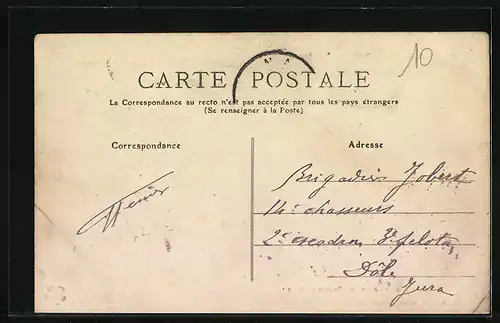 10
CARTE POSTALE
La Correspondance au recto n'est pas acceptée par tous les pays étrangers
(Se renseigner à la Poste)
Correspondance
Adresse
Brigadier Jobert
14e chasseurs
2e escadron 3e peloton
Dôle
Jura